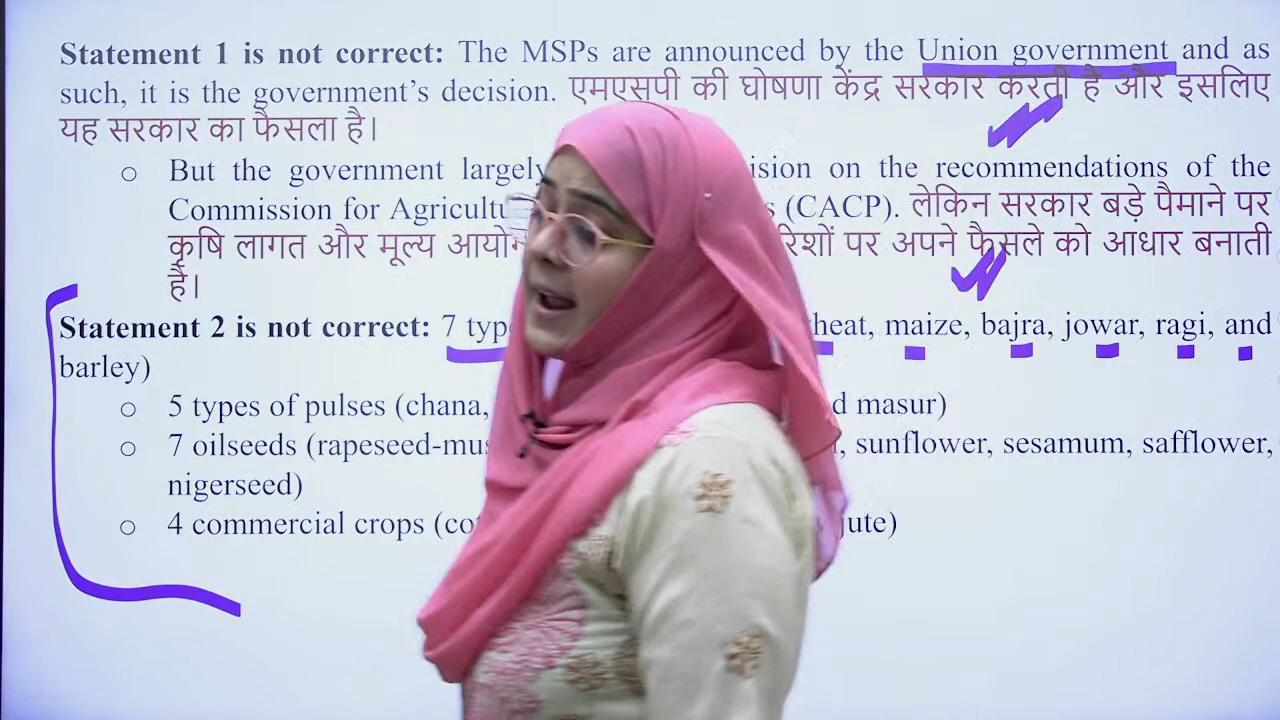 Statement 1 is not correct: The MSPs are announced by the Union government and as
such, it is the government's decision. एमएसपी की घोषणा केंद्र सरकार करती है और इसलिए
यह सरकार का फैसला है।
○ But the government largely ision on the recommendations of the
Commission for Agricultu s (CACP). लेकिन सरकार बड़े पैमाने पर
कृषि लागत और मूल्य पर अपने फैसले को आधार बनाती
है।
Statement 2 is not correct: 7 typ heat, maize, bajra, jowar, ragi, and
barley)
○ 5 types of pulses (chana, d masur)
○ 7 oilseeds (rapeseed-mus , sunflower, sesamum, safflower,
nigerseed)
○ 4 commercial crops (co jute)